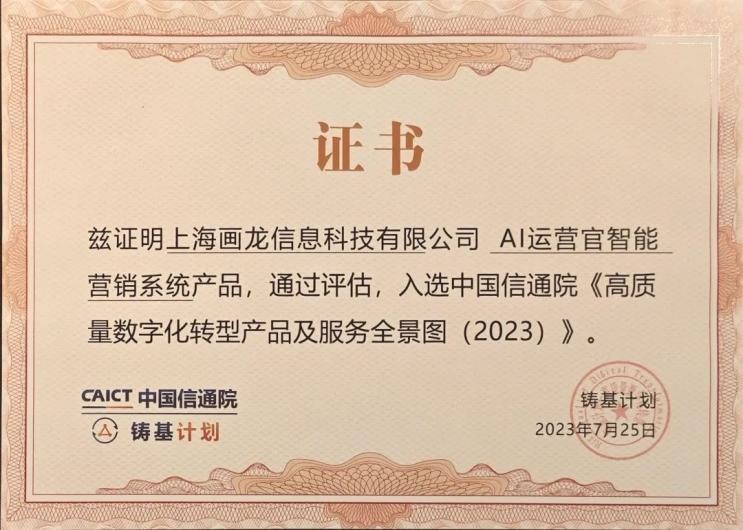 证书
兹证明上海画龙信息科技有限公司 AI运营官智能
营销系统产品，通过评估，入选中国信通院《高质
量数字化转型产品及服务全景图（2023）》。
CAICT 中国信通院
铸基计划
铸基计划
2023年7月25日